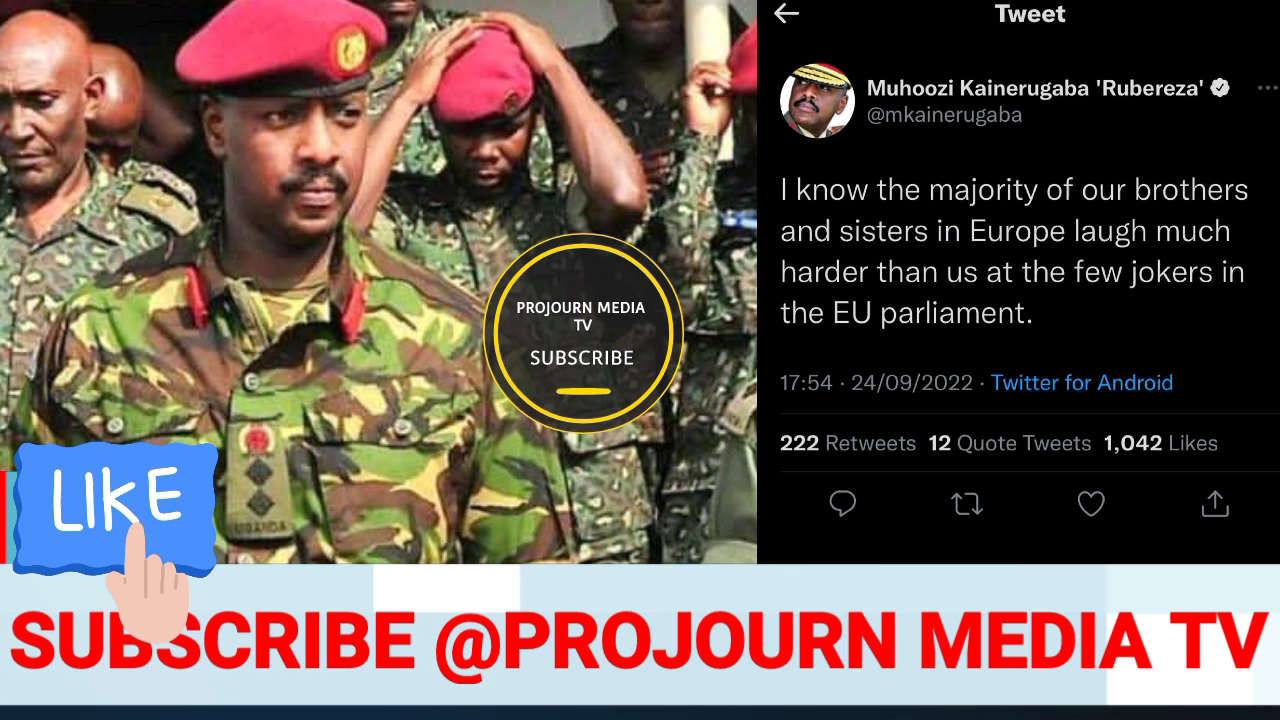 Tweet
Muhoozi Kainerugaba 'Rubereza'
@mkainerugaba
I know the majority of our brothers
and sisters in Europe laugh much
harder than us at the few jokers in
the EU parliament.
17:54 · 24/09/2022 · Twitter for Android
222 Retweets 12 Quote Tweets 1,042 Likes
PROJOURN MEDIA
TV
SUBSCRIBE
UGANDA
LIKE
SUBSCRIBE @PROJOURN MEDIA TV